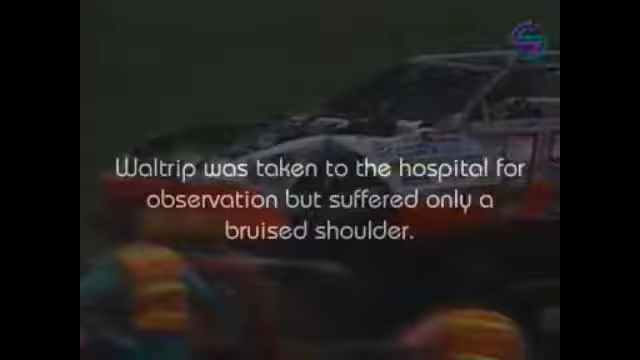 Waltrip was taken to the hospital for
observation but suffered only a
bruised shoulder.